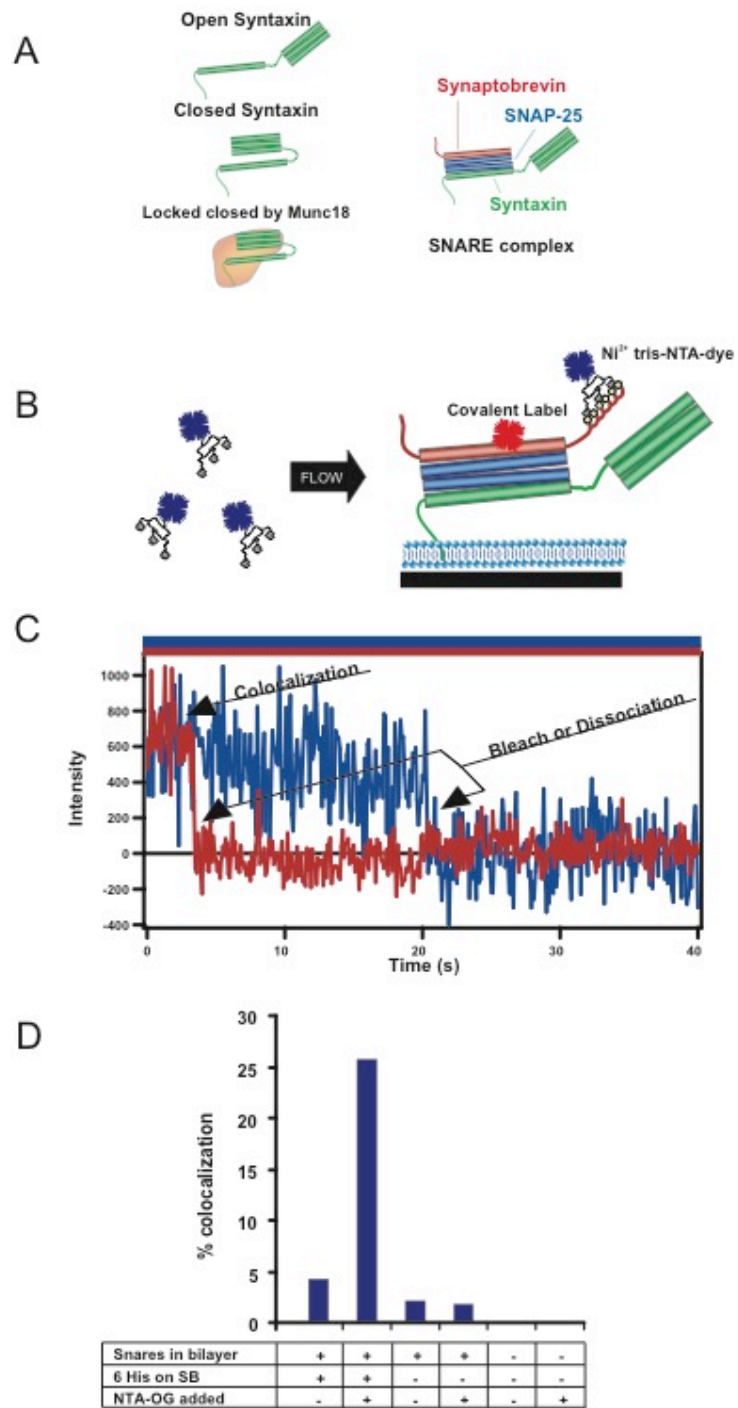 A
Open Syntaxin
Closed Syntaxin
Locked closed by Munc18
Synaptobrevin
SNAP-25
Syntaxin
SNARE complex
B
FLOW
Covalent Label
Ni²⁺ tris-NTA-dye
C
Colocalization
Bleach or Dissociation
Intensity
1000
800
600
400
200
0
-200
-400
0 10 20 30 40
Time (s)
D
% colocalization
30
25
20
15
10
5
0
Snares in bilayer + + + + - -
6 His on SB + + - - - -
NTA-OG added - + - + - +